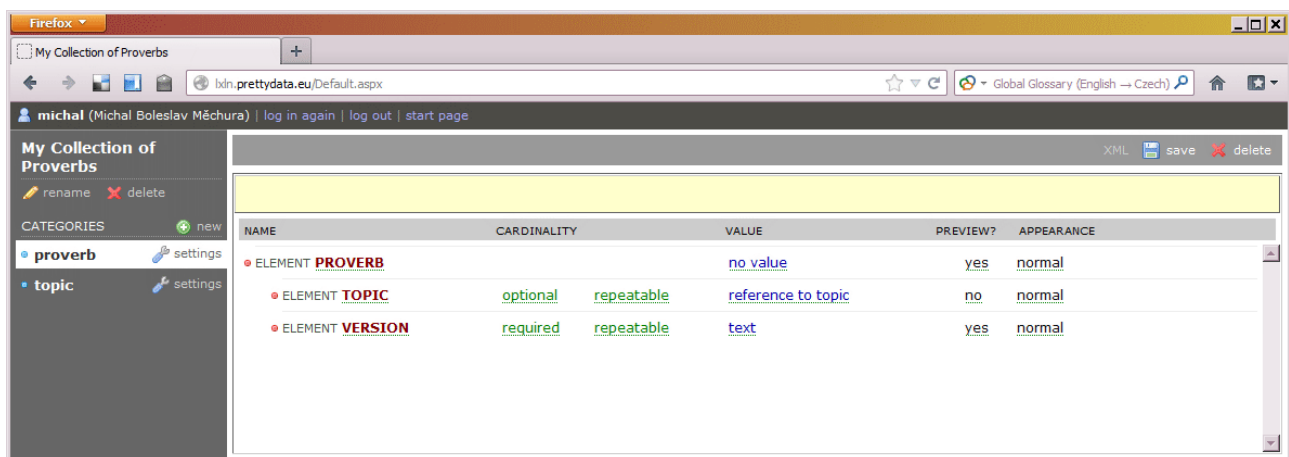 Firefox
My Collection of Proverbs
lxln.prettydata.eu/Default.aspx
Global Glossary (English → Czech)
michal (Michal Boleslav Měchura) | log in again | log out | start page
My Collection of
Proverbs
rename delete
CATEGORIES new
proverb settings
topic settings
XML save delete
NAME CARDINALITY VALUE PREVIEW? APPEARANCE
ELEMENT PROVERB no value yes normal
ELEMENT TOPIC optional repeatable reference to topic no normal
ELEMENT VERSION required repeatable text yes normal